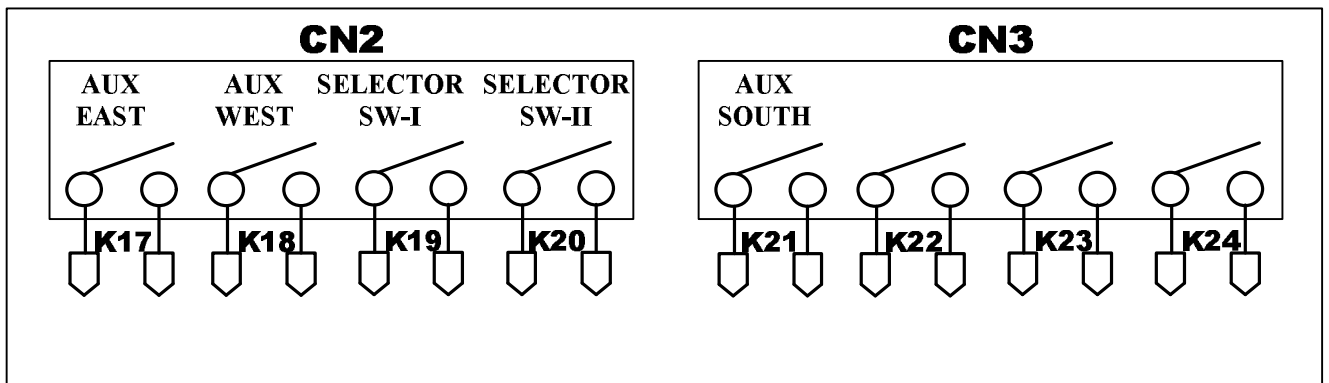 CN2
AUX
EAST
AUX
WEST
SELECTOR
SW-I
SELECTOR
SW-II
K17
K18
K19
K20
CN3
AUX
SOUTH
K21
K22
K23
K24